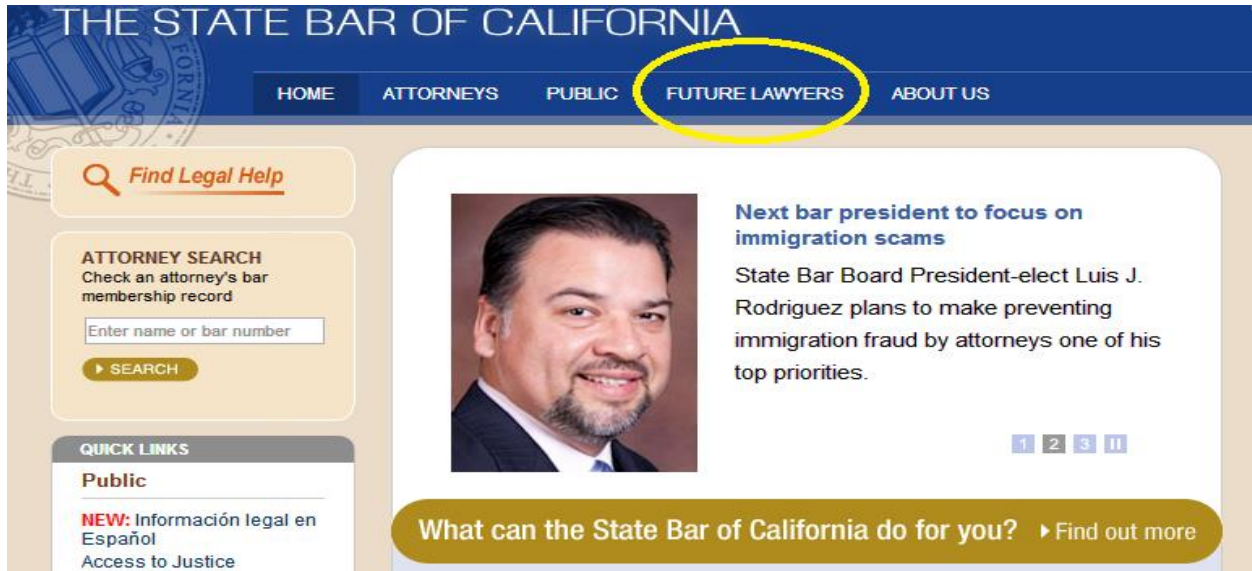 THE STATE BAR OF CALIFORNIA
HOME ATTORNEYS PUBLIC FUTURE LAWYERS ABOUT US
Find Legal Help
ATTORNEY SEARCH
Check an attorney's bar
membership record
Enter name or bar number
SEARCH
QUICK LINKS
Public
NEW: Información legal en
Español
Access to Justice
Next bar president to focus on
immigration scams
State Bar Board President-elect Luis J.
Rodriguez plans to make preventing
immigration fraud by attorneys one of his
top priorities.
1 2 3
What can the State Bar of California do for you? Find out more